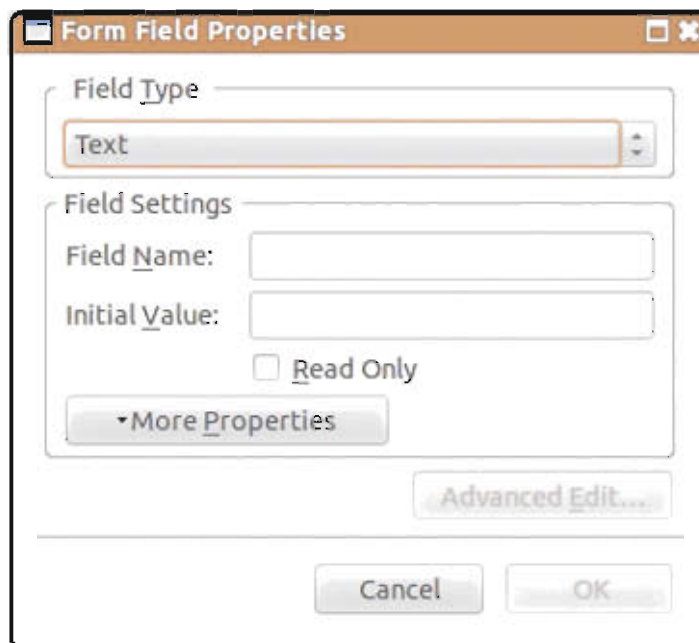 Form Field Properties
Field Type
Text
Field Settings
Field Name:
Initial Value:
Read Only
More Properties
Advanced Edit...
Cancel OK